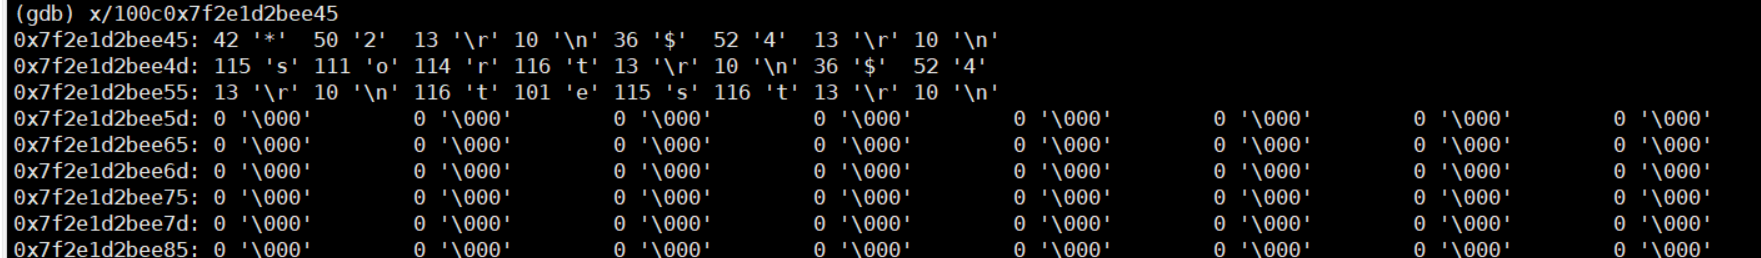 (gdb) x/100c0x7f2e1d2bee45
0x7f2e1d2bee45: 42 '*'  50 '2'  13 '\r' 10 '\n' 36 '$'  52 '4'  13 '\r' 10 '\n'
0x7f2e1d2bee4d: 115 's' 111 'o' 114 'r' 116 't' 13 '\r' 10 '\n' 36 '$'  52 '4'
0x7f2e1d2bee55: 13 '\r' 10 '\n' 116 't' 101 'e' 115 's' 116 't' 13 '\r' 10 '\n'
0x7f2e1d2bee5d: 0 '\000'        0 '\000'        0 '\000'        0 '\000'        0 '\000'        0 '\000'        0 '\000'        0 '\000'
0x7f2e1d2bee65: 0 '\000'        0 '\000'        0 '\000'        0 '\000'        0 '\000'        0 '\000'        0 '\000'        0 '\000'
0x7f2e1d2bee6d: 0 '\000'        0 '\000'        0 '\000'        0 '\000'        0 '\000'        0 '\000'        0 '\000'        0 '\000'
0x7f2e1d2bee75: 0 '\000'        0 '\000'        0 '\000'        0 '\000'        0 '\000'        0 '\000'        0 '\000'        0 '\000'
0x7f2e1d2bee7d: 0 '\000'        0 '\000'        0 '\000'        0 '\000'        0 '\000'        0 '\000'        0 '\000'        0 '\000'
0x7f2e1d2bee85: 0 '\000'        0 '\000'        0 '\000'        0 '\000'        0 '\000'        0 '\000'        0 '\000'        0 '\000'